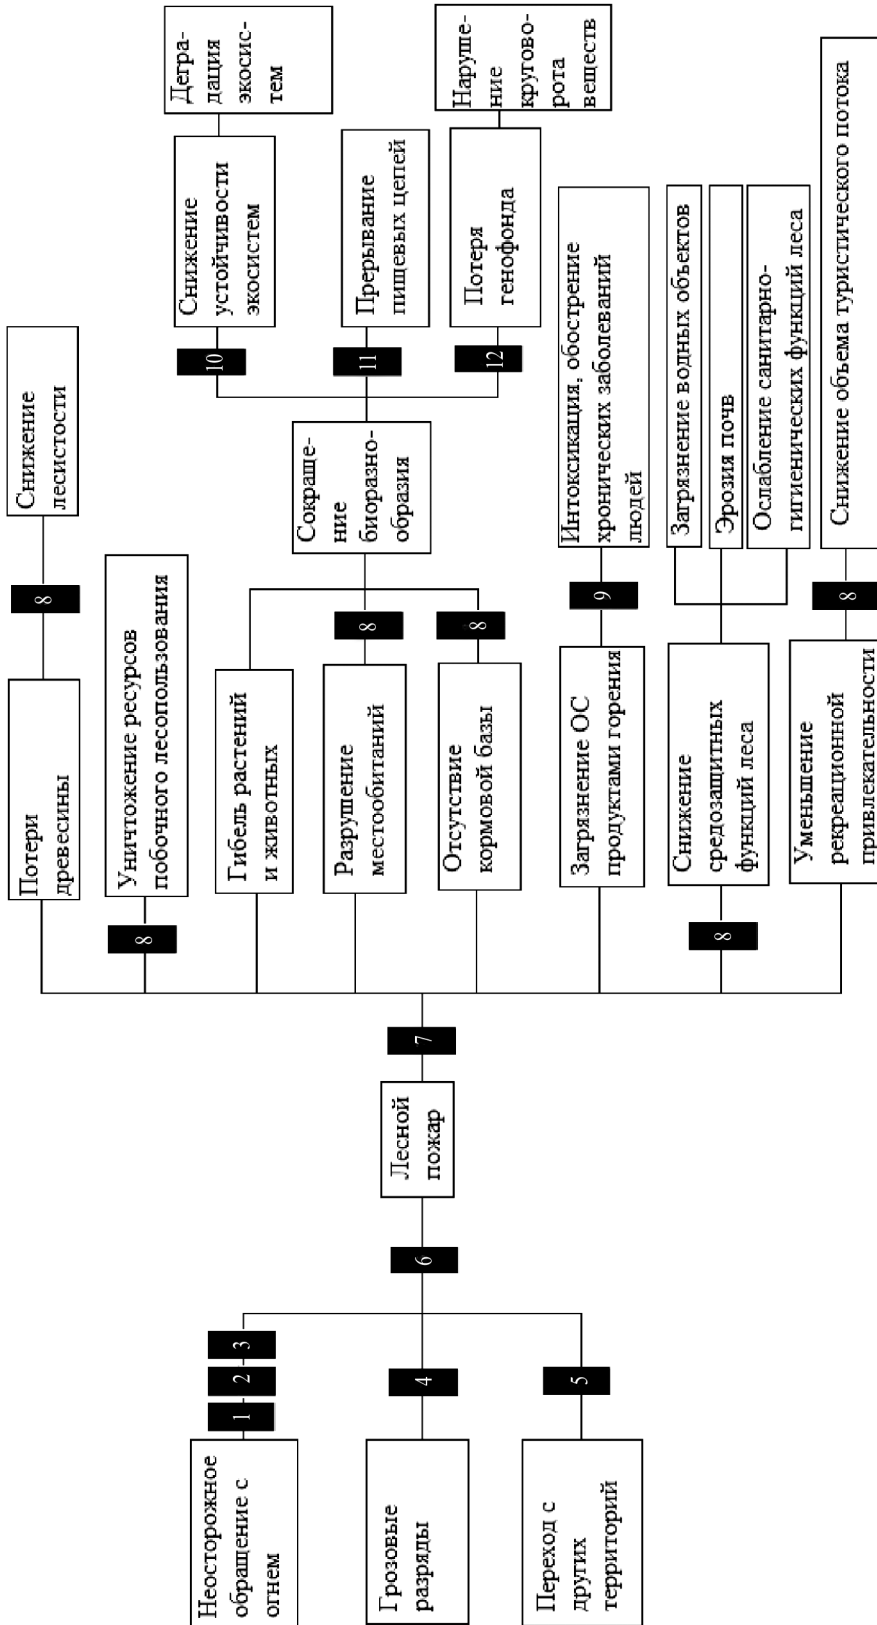 Неосторожное
обращение с
огнем
1
2
3
Грозовые
разряды
4
Переход с
других
территорий
5
6
Лесной
пожар
7
Потери
древесины
8
Снижение
лесистости
8
Уничтожение ресурсов
побочного лесопользования
Гибель растений
и животных
Разрушение
местообитаний
8
Отсутствие
кормовой базы
8
Сокраще-
ние
биоразно-
образия
10
Снижение
устойчивости
экосистем
Дегра-
дация
экосис-
тем
11
Прерывание
пищевых цепей
12
Потеря
генофонда
Наруше-
ние
кругово-
рота
веществ
Загрязнение ОС
продуктами горения
9
Интоксикация, обострение
хронических заболеваний
людей
8
Снижение
средозащитных
функций леса
Загрязнение водных объектов
Эрозия почв
Ослабление санитарно-
гигиенических функций леса
Уменьшение
рекреационной
привлекательности
8
Снижение объема туристического потока